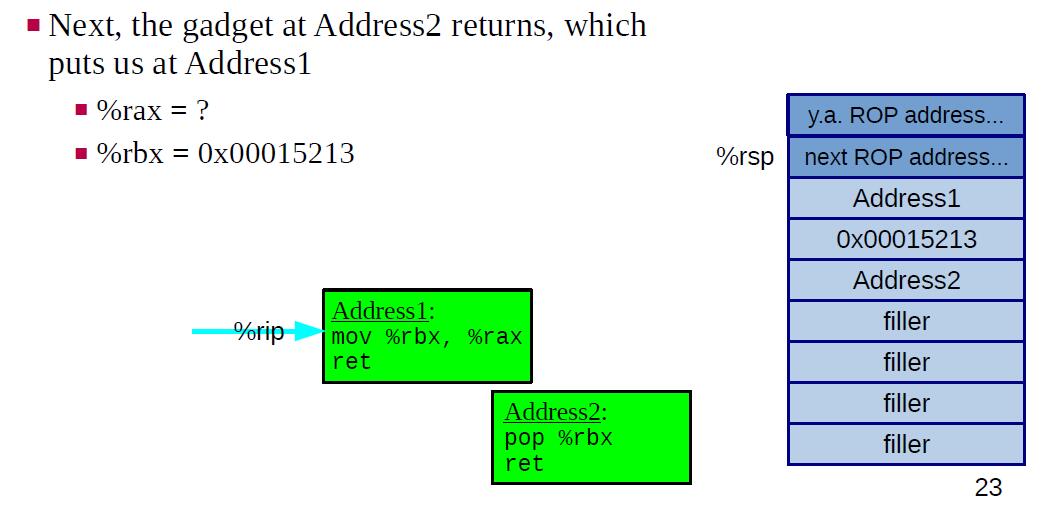 Next, the gadget at Address2 returns, which
puts us at Address1
%rax = ?
%rbx = 0x00015213
y.a. ROP address...
%rsp
next ROP address...
Address1
0x00015213
Address2
filler
filler
filler
filler
%rip
Address1:
mov %rbx, %rax
ret
Address2:
pop %rbx
ret
23